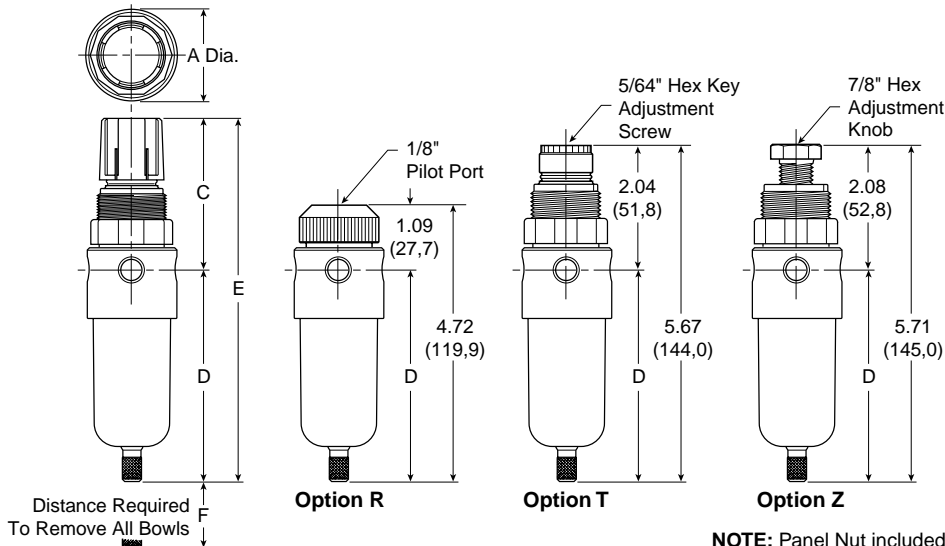 A Dia.
C
E
D
Distance Required
To Remove All Bowls
F
1/8"
Pilot Port
1.09
(27,7)
4.72
(119,9)
D
Option R
5/64" Hex Key
Adjustment
Screw
2.04
(51,8)
5.67
(144,0)
D
Option T
7/8" Hex
Adjustment
Knob
2.08
(52,8)
5.71
(145,0)
D
Option Z
NOTE: Panel Nut included